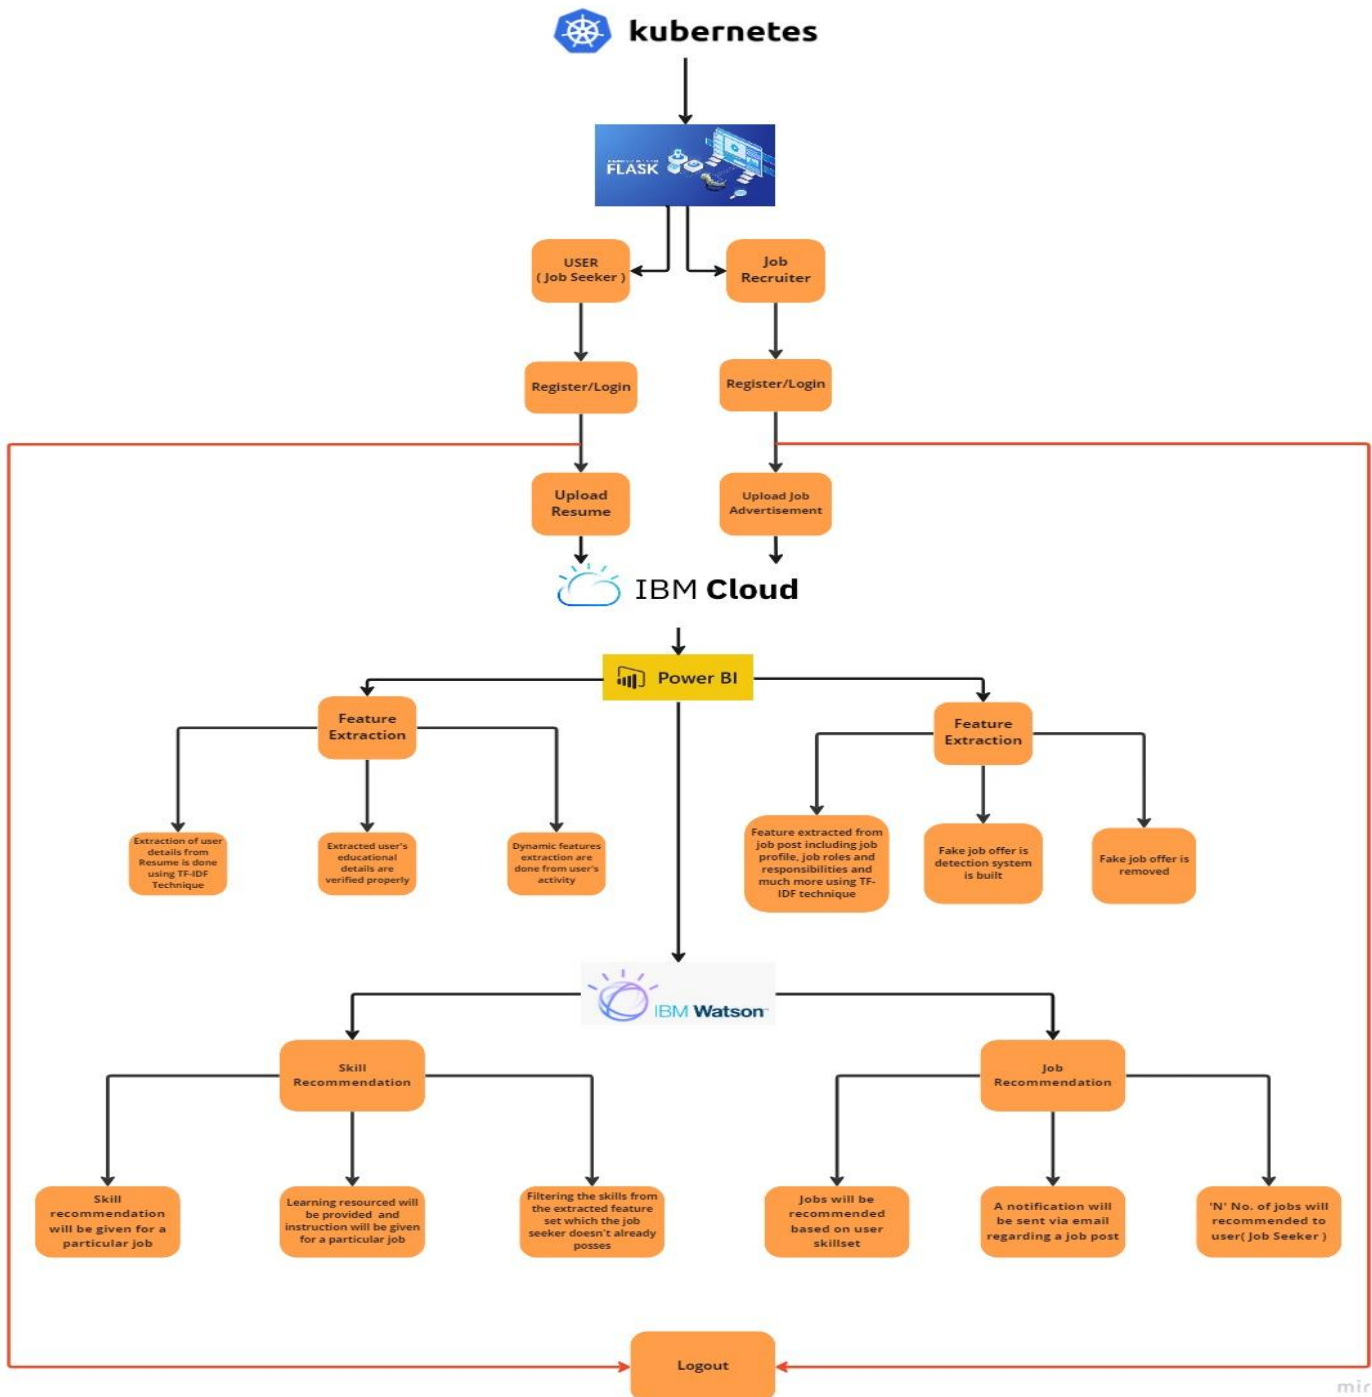 kubernetes
FLASK
USER
( Job Seeker )
Job
Recruiter
Register/Login
Register/Login
Upload
Resume
Upload Job
Advertisement
IBM Cloud
Power BI
Feature
Extraction
Feature
Extraction
Extraction of user
details from
Resume is done
using TF-IDF
Technique
Extracted user's
educational
details are
verified properly
Dynamic features
extraction are
done from user's
activity
Feature extracted from
job post including job
profile, job roles and
responsibilities and
much more using TF-
IDF technique
Fake job offer is
detection system
is built
Fake job offer is
removed
IBM Watson
Skill
Recommendation
Job
Recommendation
Skill
recommendation
will be given for a
particular job
Learning resourced will
be provided and
instruction will be given
for a particular job
Filtering the skills from
the extracted feature
set which the job
seeker doesn't already
posses
Jobs will be
recommended
based on user
skillset
A notification will
be sent via email
regarding a job post
'N' No. of jobs will
recommended to
user( Job Seeker )
Logout